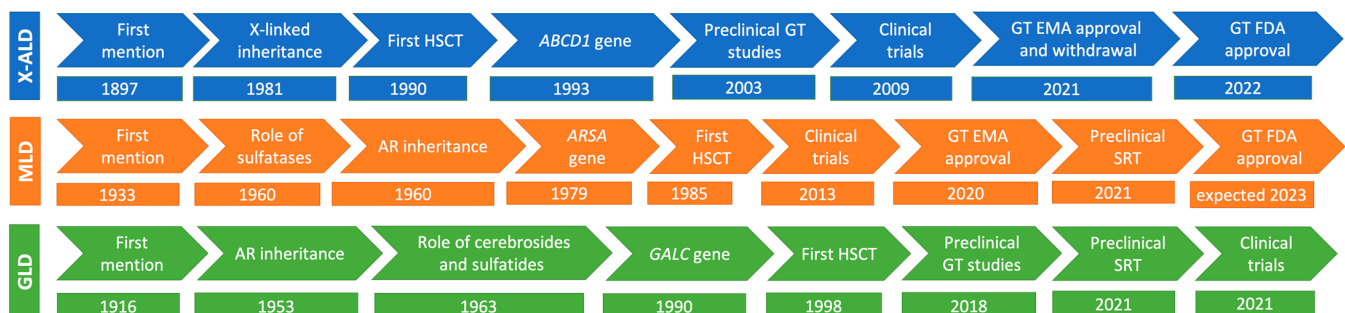 X-ALD
First
mention
X-linked
inheritance
First HSCT
ABCD1 gene
Preclinical GT
studies
Clinical
trials
GT EMA approval
and withdrawal
GT FDA
approval
1897
1981
1990
1993
2003
2009
2021
2022
MLD
First
mention
Role of
sulfatases
AR inheritance
ARSA
gene
First
HSCT
Clinical
trials
GT EMA
approval
Preclinical
SRT
GT FDA
approval
1933
1960
1960
1979
1985
2013
2020
2021
expected 2023
GLD
First
mention
AR inheritance
Role of cerebrosides
and sulfatides
GALC gene
First HSCT
Preclinical
GT studies
Preclinical
SRT
Clinical
trials
1916
1953
1963
1990
1998
2018
2021
2021